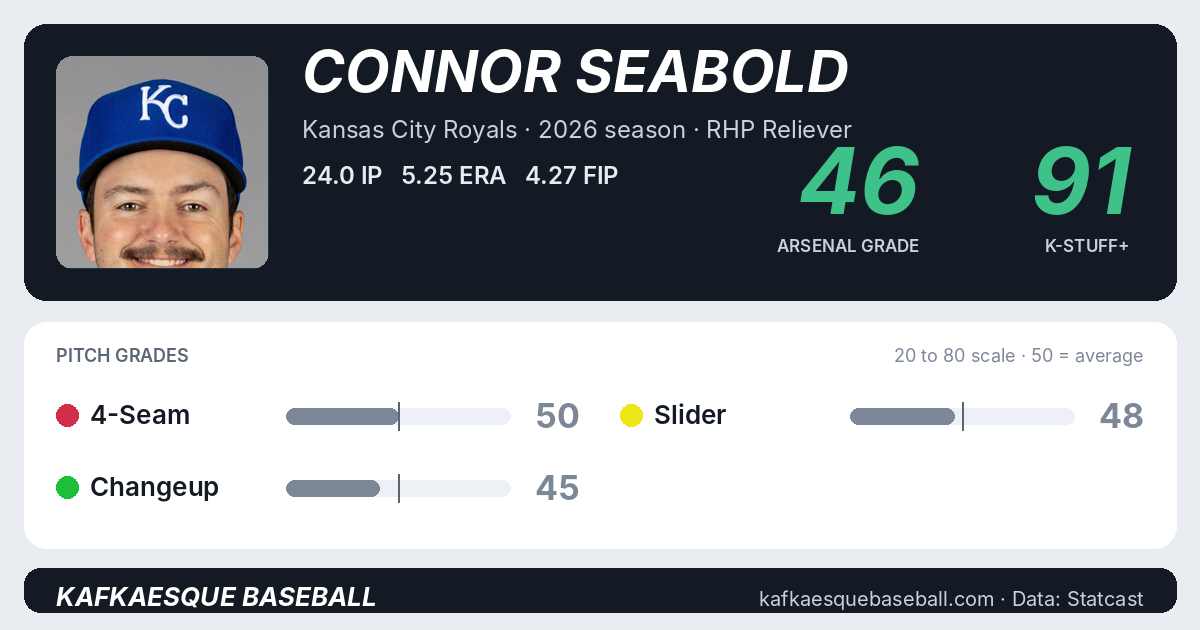 KC
CONNOR SEABOLD
Kansas City Royals · 2026 season · RHP Reliever
24.0 IP 5.25 ERA 4.27 FIP
46 91
ARSENAL GRADE K-STUFF+
PITCH GRADES 20 to 80 scale · 50 = average
4-Seam 50 Slider 48
Changeup 45
KAFKAESQUE BASEBALL kafkaesquebaseball.com · Data: Statcast